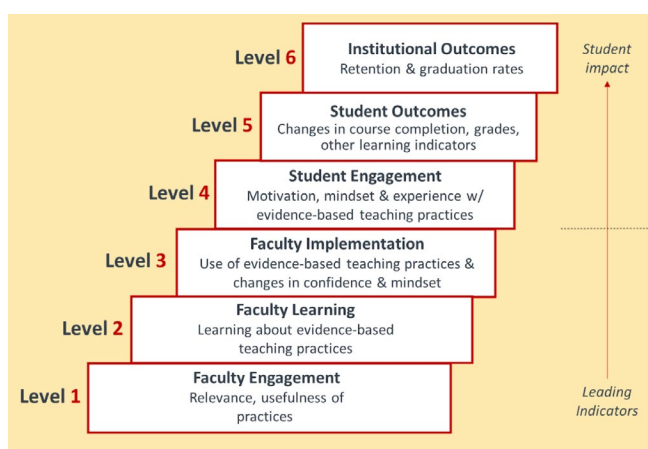 Level 6
Institutional Outcomes
Retention & graduation rates
Student
impact
Level 5
Student Outcomes
Changes in course completion, grades,
other learning indicators
Level 4
Student Engagement
Motivation, mindset & experience w/
evidence-based teaching practices
Level 3
Faculty Implementation
Use of evidence-based teaching practices &
changes in confidence & mindset
Level 2
Faculty Learning
Learning about evidence-based
teaching practices
Level 1
Faculty Engagement
Relevance, usefulness of
practices
Leading
Indicators